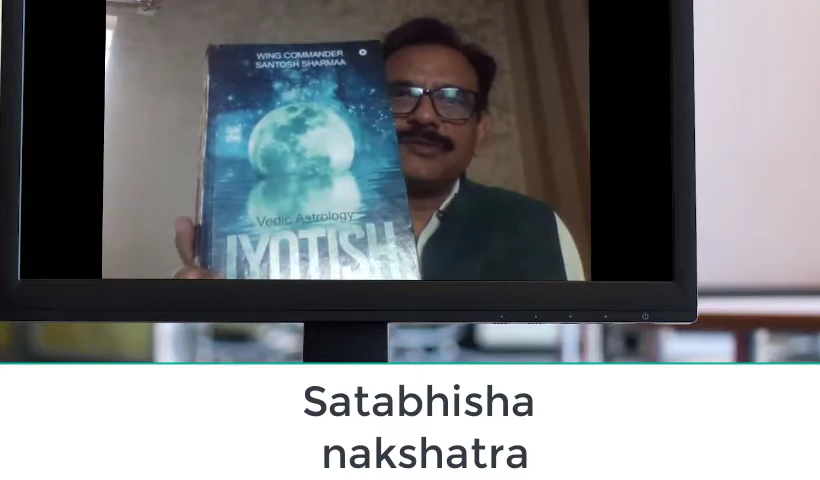 WING COMMANDER
SANTOSH SHARMAA
Vedic Astrology
JYOTISH
Satabhisha
nakshatra